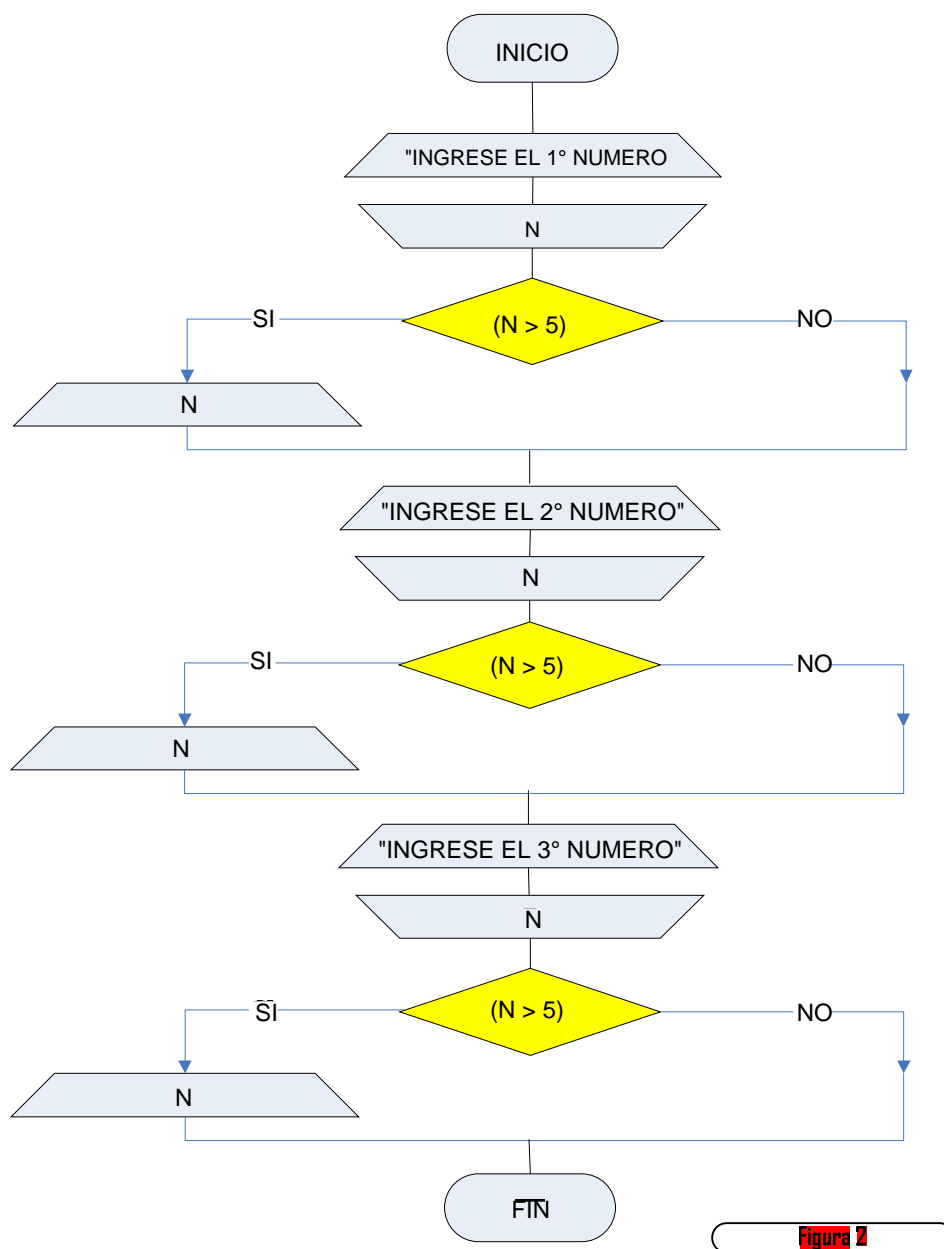 INICIO
"INGRESE EL 1° NUMERO
N
SI
(N > 5)
NO
N
"INGRESE EL 2° NUMERO"
N
SI
(N > 5)
NO
N
"INGRESE EL 3° NUMERO"
N
SI
(N > 5)
NO
N
FIN
Figura 2